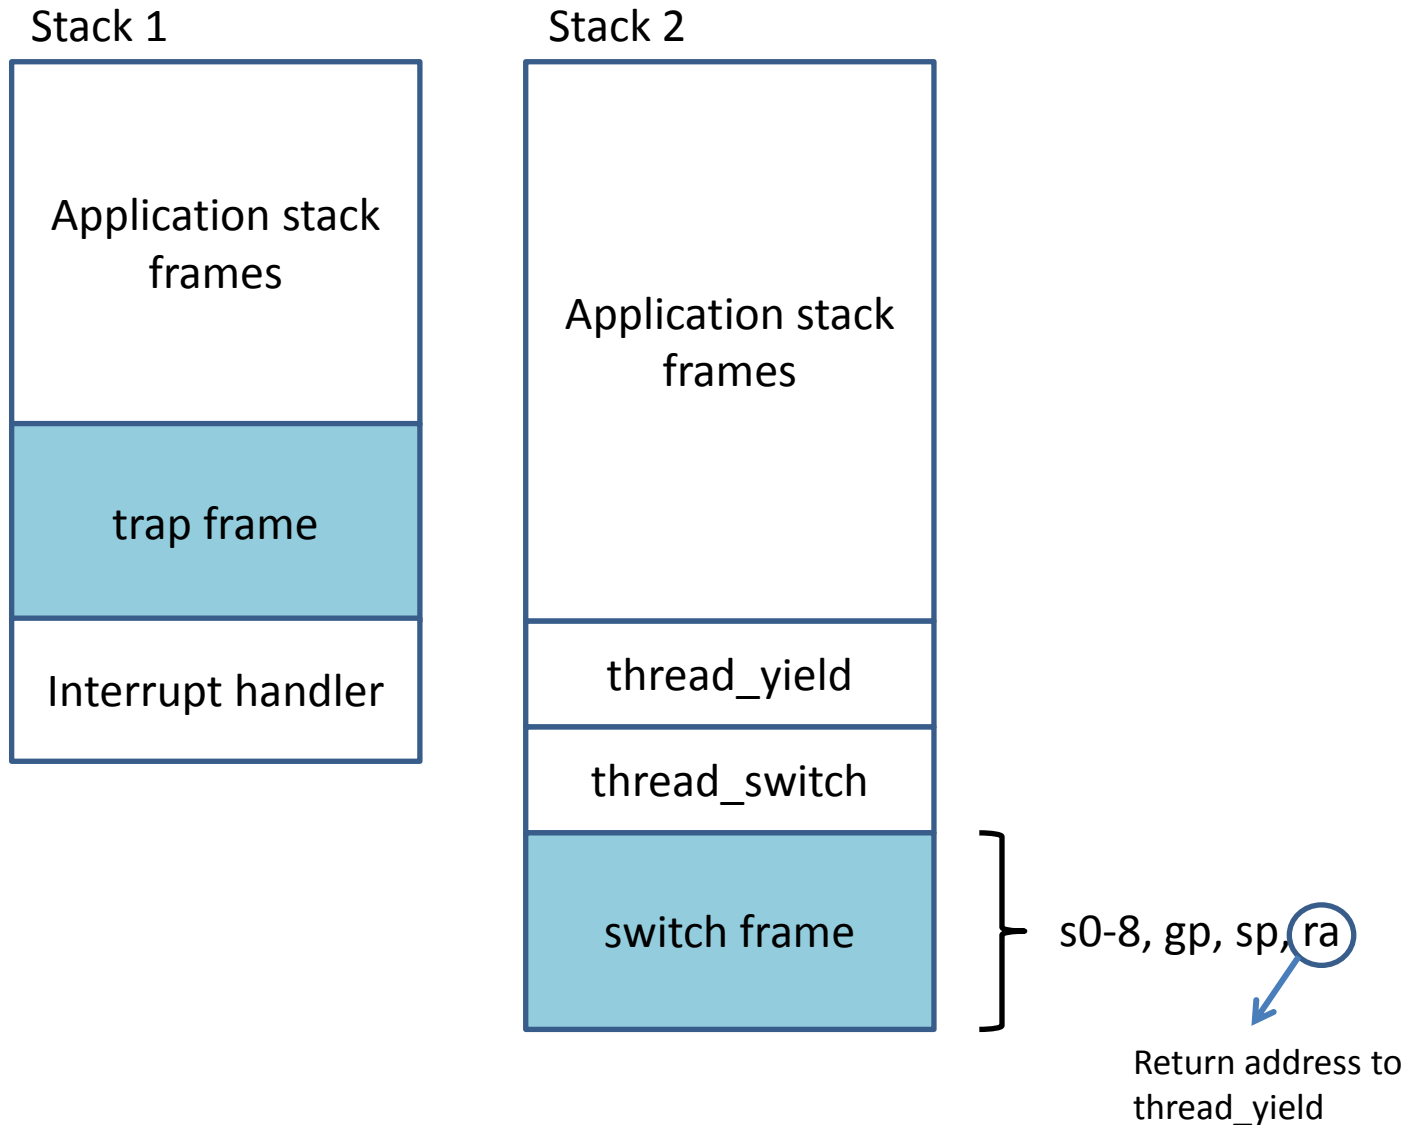 Stack 1
Application stack
frames
trap frame
Interrupt handler
Stack 2
Application stack
frames
thread_yield
thread_switch
switch frame
s0-8, gp, sp, ra
Return address to
thread_yield